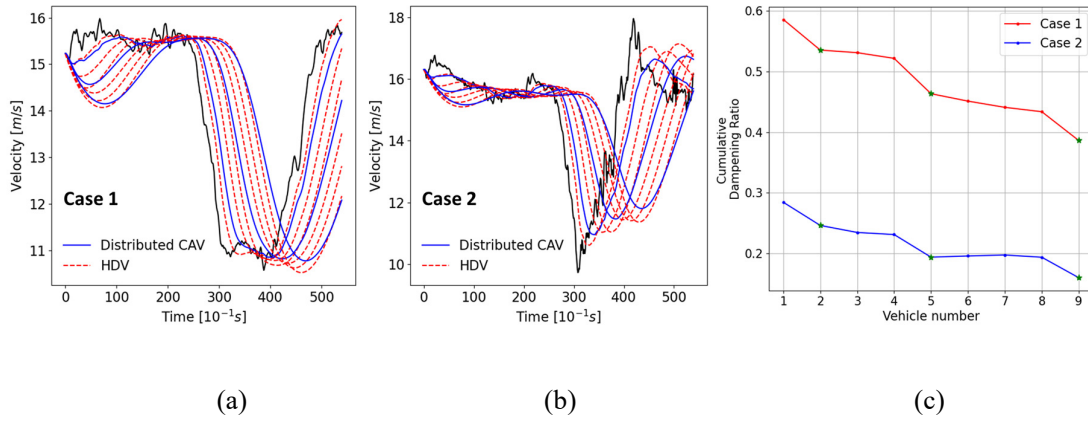 16
15
14
13
12
11
Velocity [m/s]
Case 1
Distributed CAV
HDV
0 100 200 300 400 500
Time [10⁻¹s]
(a)
18
16
14
12
10
Velocity [m/s]
Case 2
Distributed CAV
HDV
0 100 200 300 400 500
Time [10⁻¹s]
(b)
0.6
0.5
0.4
0.3
0.2
Cumulative
Dampening Ratio
Case 1
Case 2
1 2 3 4 5 6 7 8 9
Vehicle number
(c)